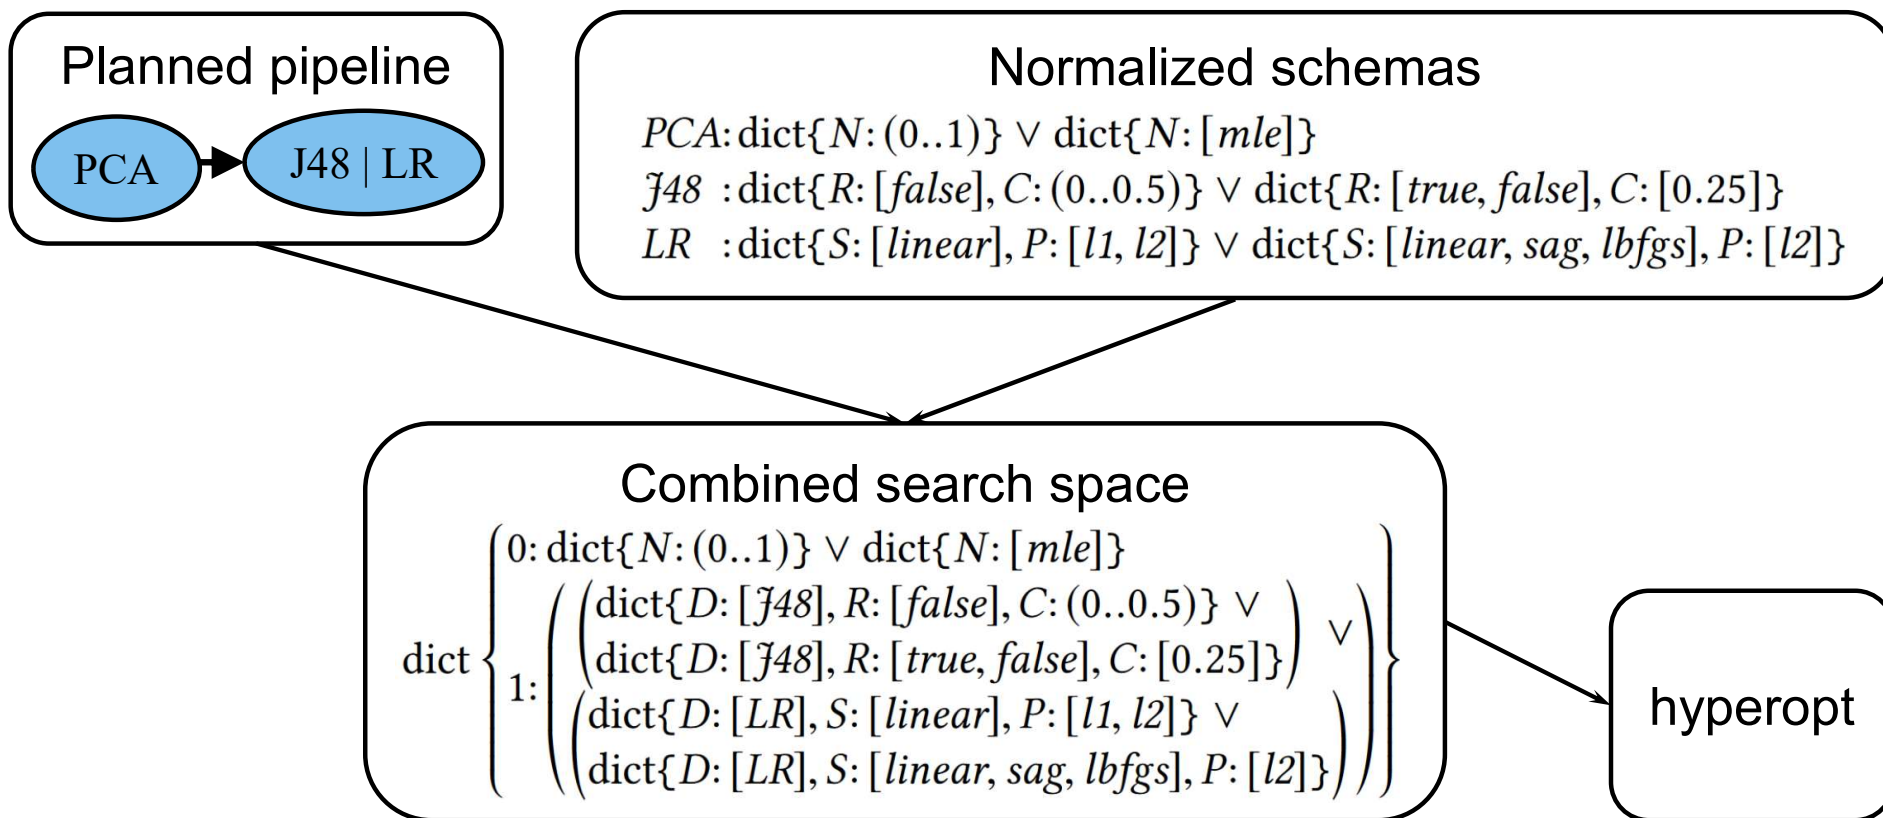 Planned pipeline
PCA
J48 | LR
Normalized schemas
PCA: dict{N: (0..1)} ∨ dict{N: [mle]}
J48 : dict{R: [false], C: (0..0.5)} ∨ dict{R: [true, false], C: [0.25]}
LR : dict{S: [linear], P: [l1, l2]} ∨ dict{S: [linear, sag, lbfgs], P: [l2]}
Combined search space
0: dict{N: (0..1)} ∨ dict{N: [mle]}
((dict{D: [J48], R: [false], C: (0..0.5)} ∨
dict{D: [J48], R: [true, false], C: [0.25]}) ∨
dict { 1:
(dict{D: [LR], S: [linear], P: [l1, l2]} ∨
dict{D: [LR], S: [linear, sag, lbfgs], P: [l2]})) }
hyperopt